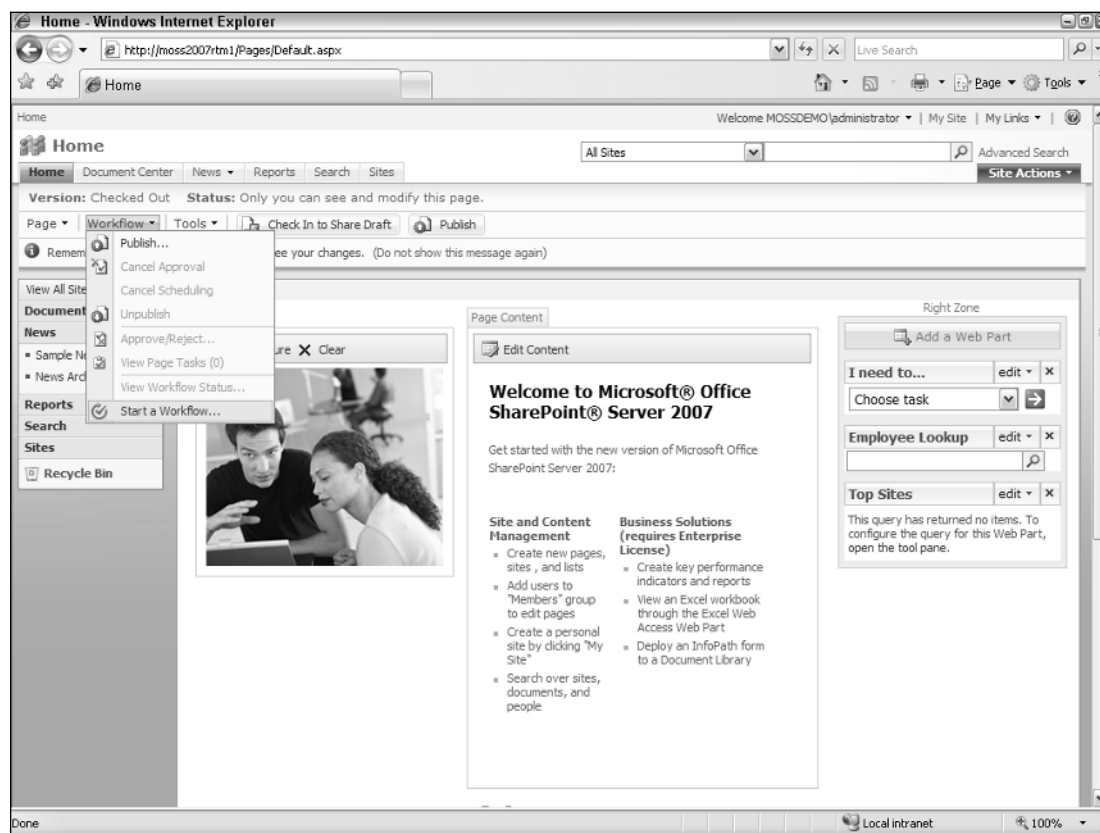 Home - Windows Internet Explorer
http://moss2007rtm1/Pages/Default.aspx
Live Search
Home
Page
Tools
Home
Welcome MOSSDEMO\administrator
My Site
My Links
Home
All Sites
Advanced Search
Home
Document Center
News
Reports
Search
Sites
Site Actions
Version: Checked Out Status: Only you can see and modify this page.
Page
Workflow
Tools
Check In to Share Draft
Publish
Remem
ee your changes. (Do not show this message again)
Publish...
Cancel Approval
Cancel Scheduling
Unpublish
Approve/Reject...
View Page Tasks (0)
View Workflow Status...
Start a Workflow...
View All Site
Document
News
Sample Ne
News Arc
Reports
Search
Sites
Recycle Bin
ure
Clear
Page Content
Edit Content
Welcome to Microsoft® Office
SharePoint® Server 2007
Get started with the new version of Microsoft Office
SharePoint Server 2007:
Site and Content
Management
Create new pages,
sites , and lists
Add users to
"Members" group
to edit pages
Create a personal
site by clicking "My
Site"
Search over sites,
documents, and
people
Business Solutions
(requires Enterprise
License)
Create key performance
indicators and reports
View an Excel workbook
through the Excel Web
Access Web Part
Deploy an InfoPath form
to a Document Library
Right Zone
Add a Web Part
I need to...
edit
Choose task
Employee Lookup
edit
Top Sites
edit
This query has returned no items. To
configure the query for this Web Part,
open the tool pane.
Done
Local intranet
100%